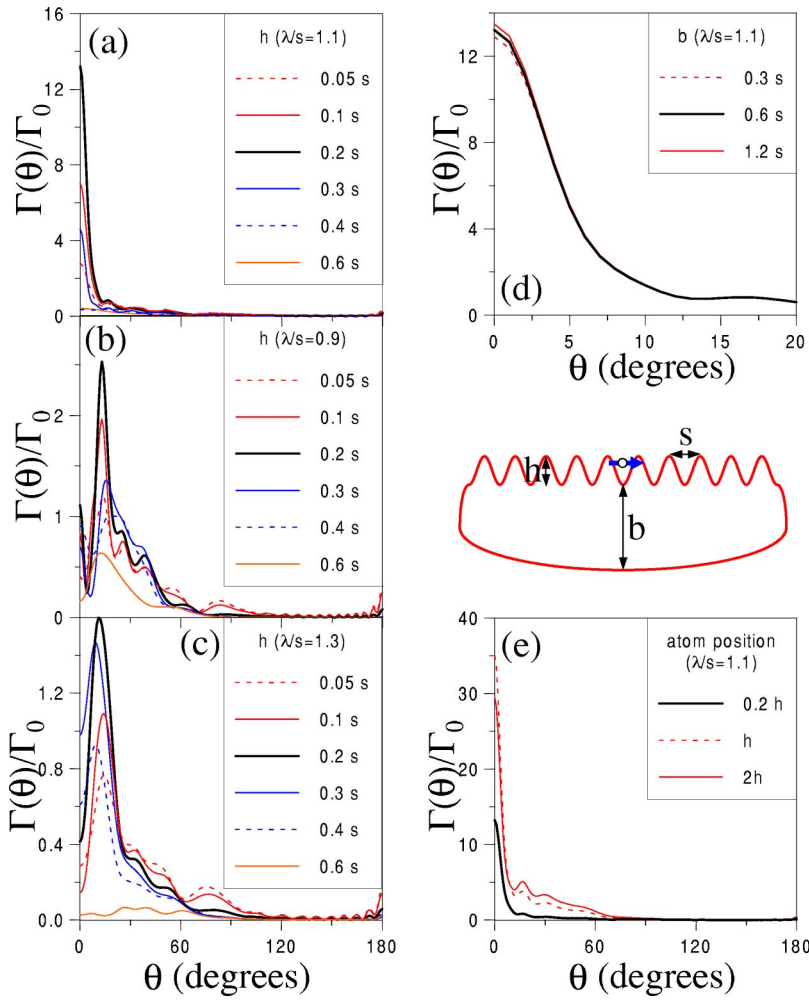 (a)
h (λ/s=1.1)
0.05 s
0.1 s
0.2 s
0.3 s
0.4 s
0.6 s
Γ(θ)/Γ0
16
12
8
4
0
(b)
h (λ/s=0.9)
0.05 s
0.1 s
0.2 s
0.3 s
0.4 s
0.6 s
Γ(θ)/Γ0
2
1
0
(c)
h (λ/s=1.3)
0.05 s
0.1 s
0.2 s
0.3 s
0.4 s
0.6 s
Γ(θ)/Γ0
1.2
0.8
0.4
0.0
0 60 120 180
θ (degrees)
b (λ/s=1.1)
0.3 s
0.6 s
1.2 s
(d)
Γ(θ)/Γ0
12
8
4
0
0 5 10 15 20
θ (degrees)
h
s
b
(e)
atom position
(λ/s=1.1)
0.2 h
h
2h
Γ(θ)/Γ0
40
30
20
10
0
0 60 120 180
θ (degrees)